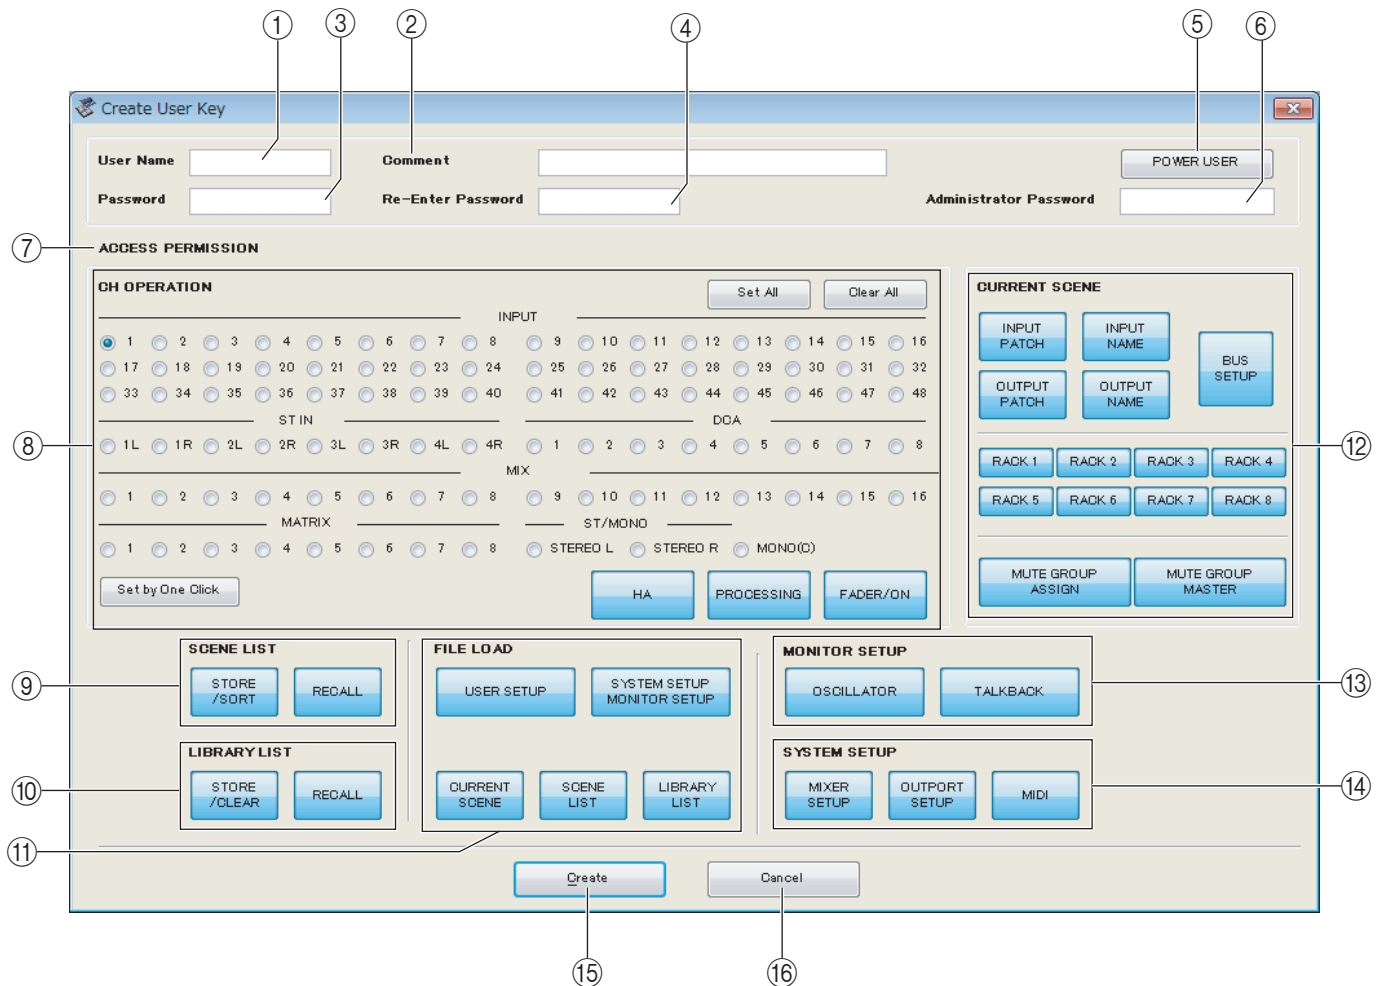 ① ③ ② ④ ⑤ ⑥
Create User Key
User Name Comment POWER USER
Password Re-Enter Password Administrator Password
⑦ ACCESS PERMISSION
CH OPERATION Set All Clear All
INPUT
1 2 3 4 5 6 7 8 9 10 11 12 13 14 15 16
17 18 19 20 21 22 23 24 25 26 27 28 29 30 31 32
33 34 35 36 37 38 39 40 41 42 43 44 45 46 47 48
ST IN DCA
⑧ 1L 1R 2L 2R 3L 3R 4L 4R 1 2 3 4 5 6 7 8
MIX
1 2 3 4 5 6 7 8 9 10 11 12 13 14 15 16
MATRIX ST/MONO
1 2 3 4 5 6 7 8 STEREO L STEREO R MONO(C)
Set by One Click HA PROCESSING FADER/ON
CURRENT SCENE
INPUT PATCH
INPUT NAME
BUS SETUP
OUTPUT PATCH
OUTPUT NAME
⑫
RACK 1 RACK 2 RACK 3 RACK 4
RACK 5 RACK 6 RACK 7 RACK 8
MUTE GROUP ASSIGN
MUTE GROUP MASTER
SCENE LIST
⑨ STORE /SORT
RECALL
LIBRARY LIST
⑩ STORE /CLEAR
RECALL
FILE LOAD
USER SETUP
SYSTEM SETUP
MONITOR SETUP
CURRENT SCENE
SCENE LIST
LIBRARY LIST
⑪
MONITOR SETUP
OSCILLATOR TALKBACK ⑬
SYSTEM SETUP
MIXER SETUP
OUTPORT SETUP
MIDI ⑭
Create Cancel
⑮ ⑯